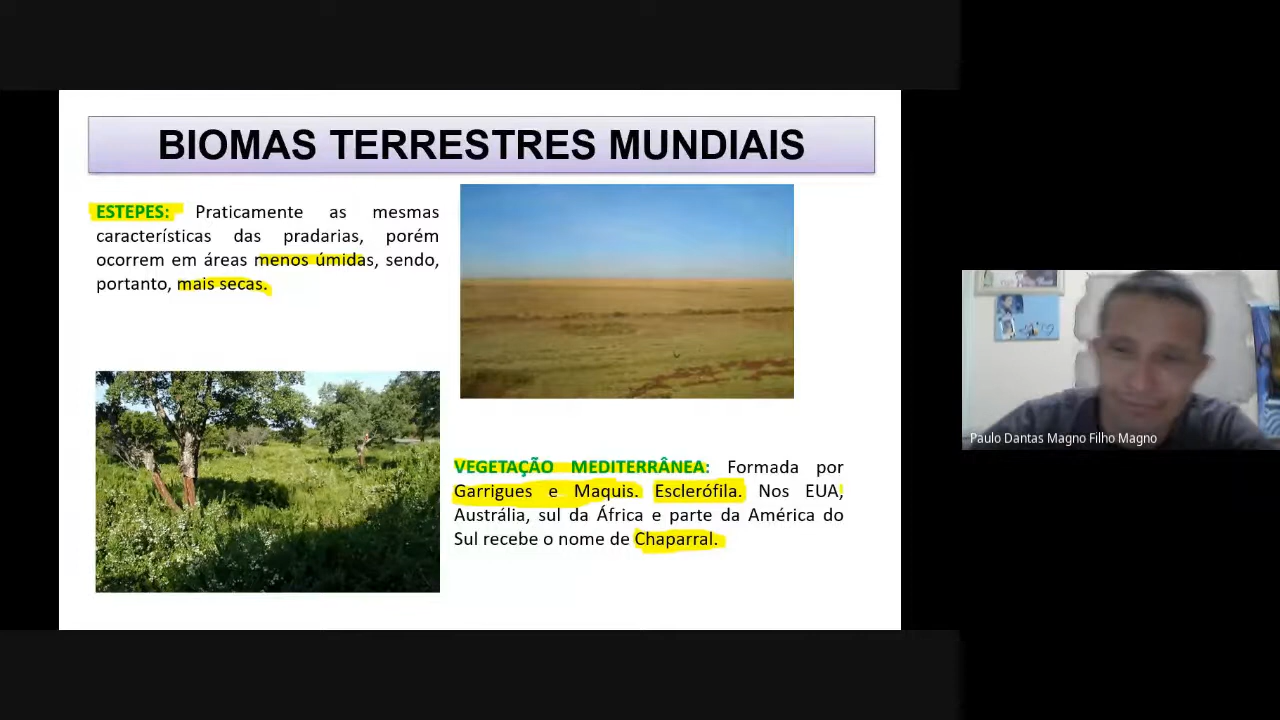 BIOMAS TERRESTRES MUNDIAIS
ESTEPES: Praticamente as mesmas
características das pradarias, porém
ocorrem em áreas menos úmidas, sendo,
portanto, mais secas.
VEGETAÇÃO MEDITERRÂNEA: Formada por
Garrigues e Maquis. Esclerófila. Nos EUA,
Austrália, sul da África e parte da América do
Sul recebe o nome de Chaparral.
Paulo Dantas Magno Filho Magno